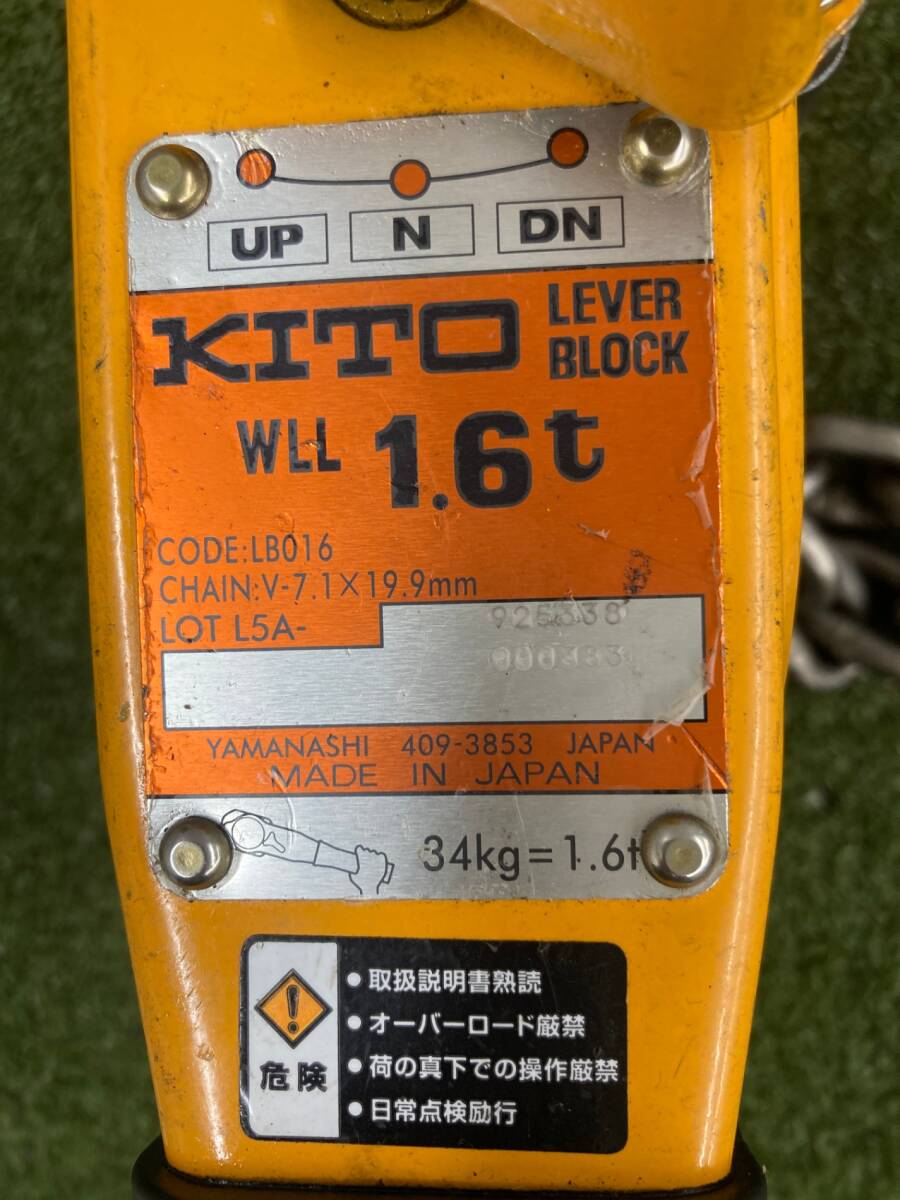 UP N DN
KITO LEVER BLOCK
WLL 1.6t
CODE:LB016
CHAIN:V-7.1×19.9mm
LOT L5A-
YAMANASHI 409-3853 JAPAN
MADE IN JAPAN
34kg=1.6t
危険
●取扱説明書熟読
●オーバーロード厳禁
●荷の真下での操作厳禁
●日常点検励行